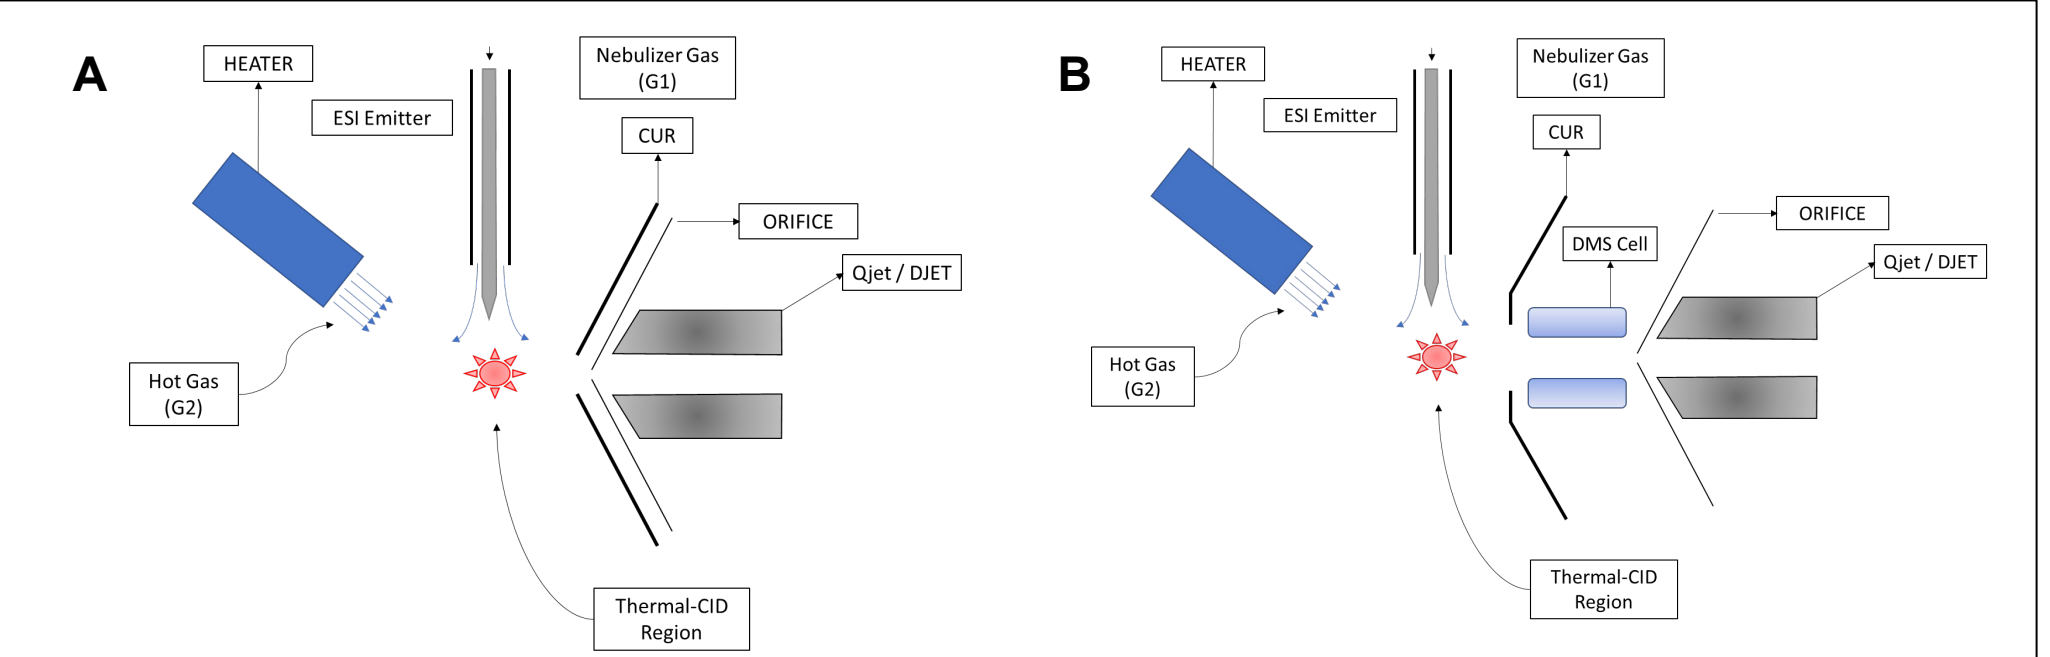 A
HEATER
ESI Emitter
Nebulizer Gas
(G1)
CUR
ORIFICE
Qjet / DJET
Hot Gas
(G2)
Thermal-CID
Region
B
HEATER
ESI Emitter
Nebulizer Gas
(G1)
CUR
DMS Cell
ORIFICE
Qjet / DJET
Hot Gas
(G2)
Thermal-CID
Region